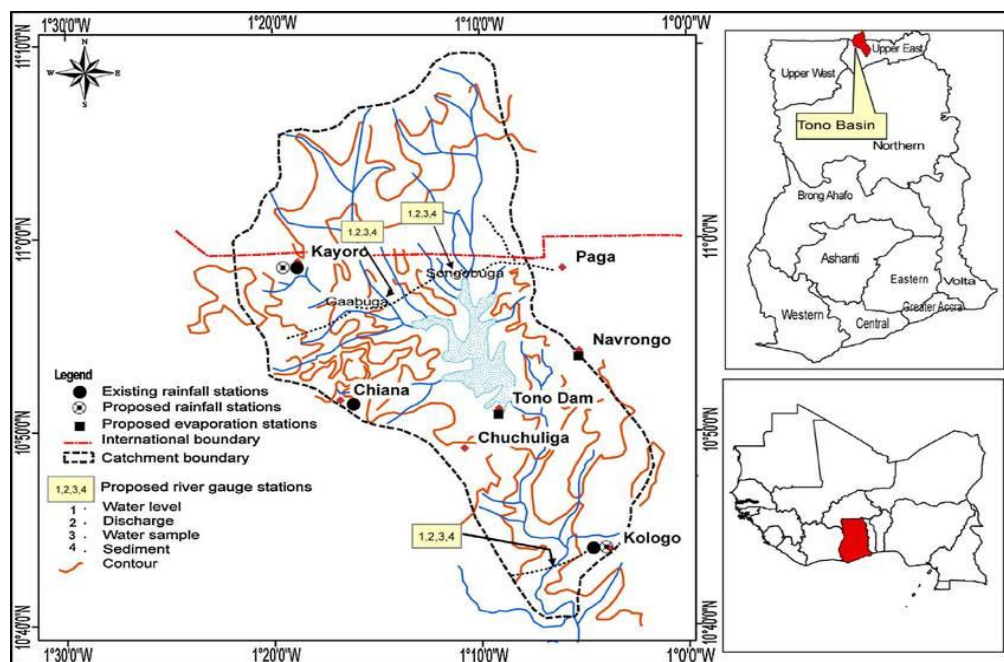 1°30'0"W 1°20'0"W 1°10'0"W 1°0'0"W
11°10'0"N
N
W E
S
1,2,3,4
1,2,3,4
11°0'0"N 11°0'0"N
Kayoro
Songobuga
Paga
Gaabuga
Navrongo
Legend
Existing rainfall stations
Proposed rainfall stations
Proposed evaporation stations
International boundary
Catchment boundary
1,2,3,4 Proposed river gauge stations
1 Water level
2 Discharge
3 Water sample
4 Sediment
Contour
Chiana
Tono Dam
10°50'0"N 10°50'0"N
Chuchuliga
1,2,3,4
Kologo
10°40'0"N 10°40'0"N
1°30'0"W 1°20'0"W 1°10'0"W 1°0'0"W
Upper East
Upper West
Tono Basin
Northern
Brong Ahafo
Ashanti
Eastern
Volta
Greater Accra
Western
Central